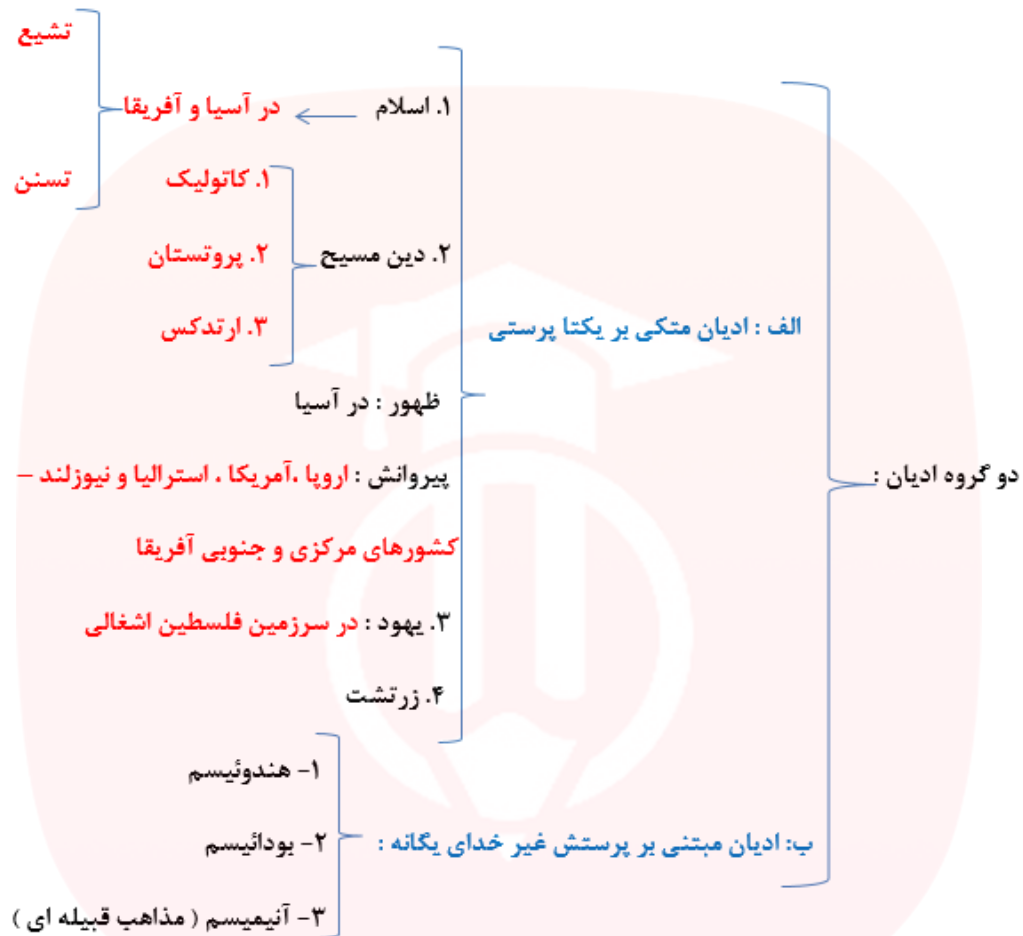 دو گروه ادیان :
الف : ادیان متکی بر یکتا پرستی
۱. اسلام
در آسیا و آفریقا
تشیع
تسنن
۲. دین مسیح
۱. کاتولیک
۲. پروتستان
۳. ارتدکس
ظهور : در آسیا
پیروانش : اروپا ،آمریکا ، استرالیا و نیوزلند –
کشورهای مرکزی و جنوبی آفریقا
۳. یهود : در سرزمین فلسطین اشغالی
۴. زرتشت
ب: ادیان مبتنی بر پرستش غیر خدای یگانه :
۱- هندوئیسم
۲- بودائیسم
۳- آنیمیسم ( مذاهب قبیله ای )